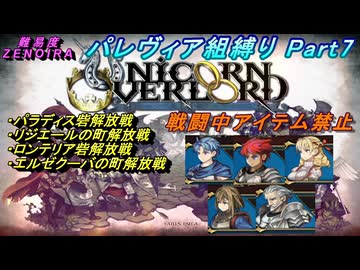 難易度
ZENOIRA
パレヴィア組縛り Part7
UNICORN
OVERLORD
・パラディス砦解放戦
・リジエールの町解放戦
・ロンテリア砦解放戦
・エルゼクーパの町解放戦
戦闘中アイテム禁止